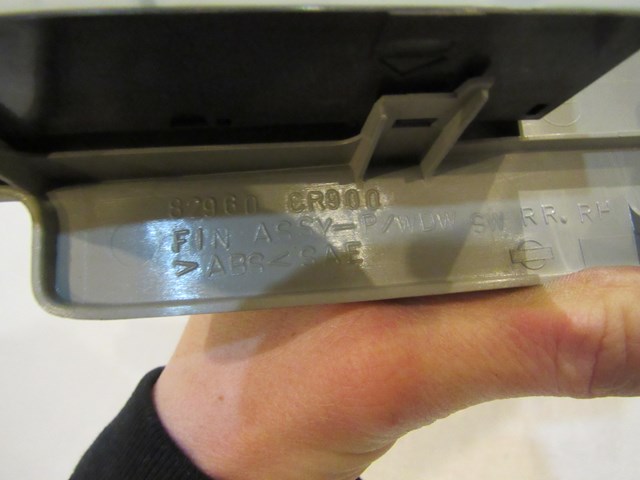 82960 CR900
FIN ASSY-P/WDW SW RR. RH
>ABS< SAE